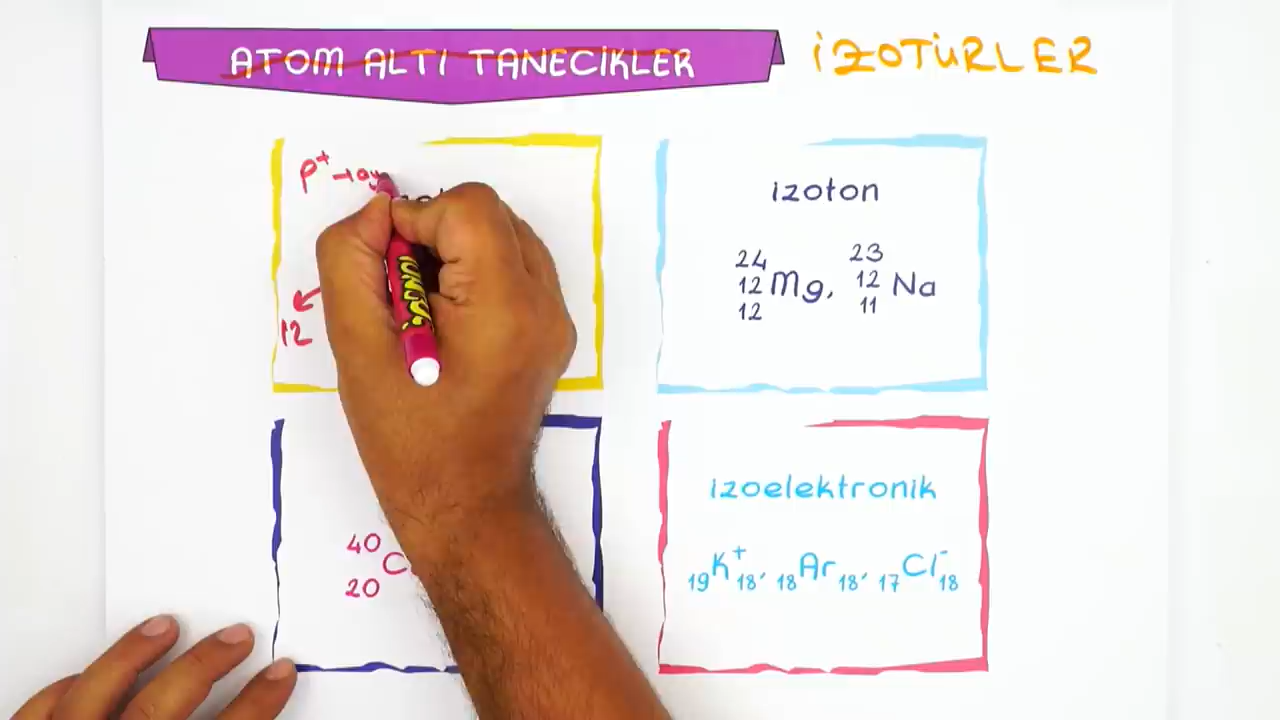 ATOM ALTI TANECİKLER
İZOTÜRLER
p+ →
12
izoton
24
12 Mg,
12
23
12 Na
11
40
20
izoelektronik
19K+18, 18Ar18, 17Cl-18